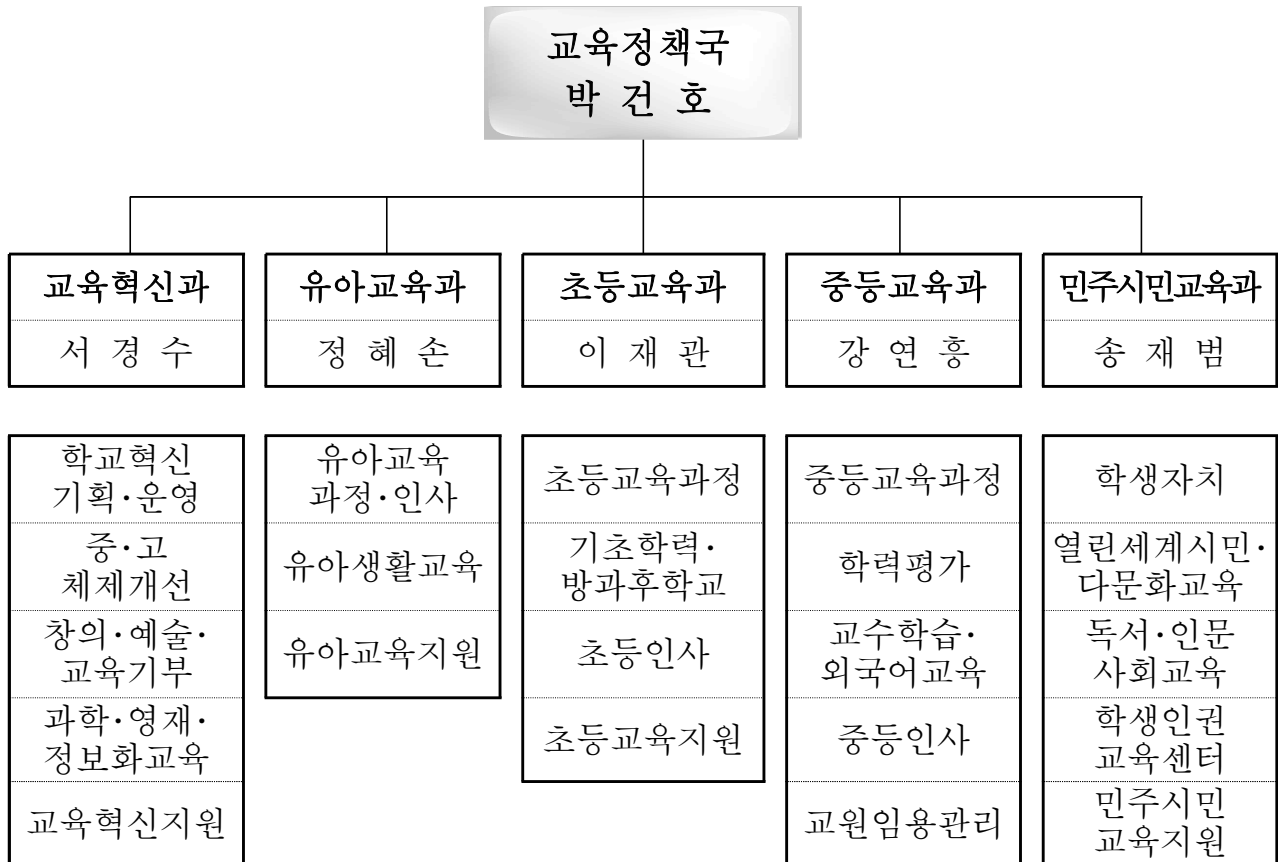 교육정책국
박 건 호
교육혁신과
서 경 수
유아교육과
정 혜 손
초등교육과
이 재 관
중등교육과
강 연 흥
민주시민교육과
송 재 범
학교혁신
기획·운영
중·고
체제개선
창의·예술·
교육기부
과학·영재·
정보화교육
교육혁신지원
유아교육
과정·인사
유아생활교육
유아교육지원
초등교육과정
기초학력·
방과후학교
초등인사
초등교육지원
중등교육과정
학력평가
교수학습·
외국어교육
중등인사
교원임용관리
학생자치
열린세계시민·
다문화교육
독서·인문
사회교육
학생인권
교육센터
민주시민
교육지원